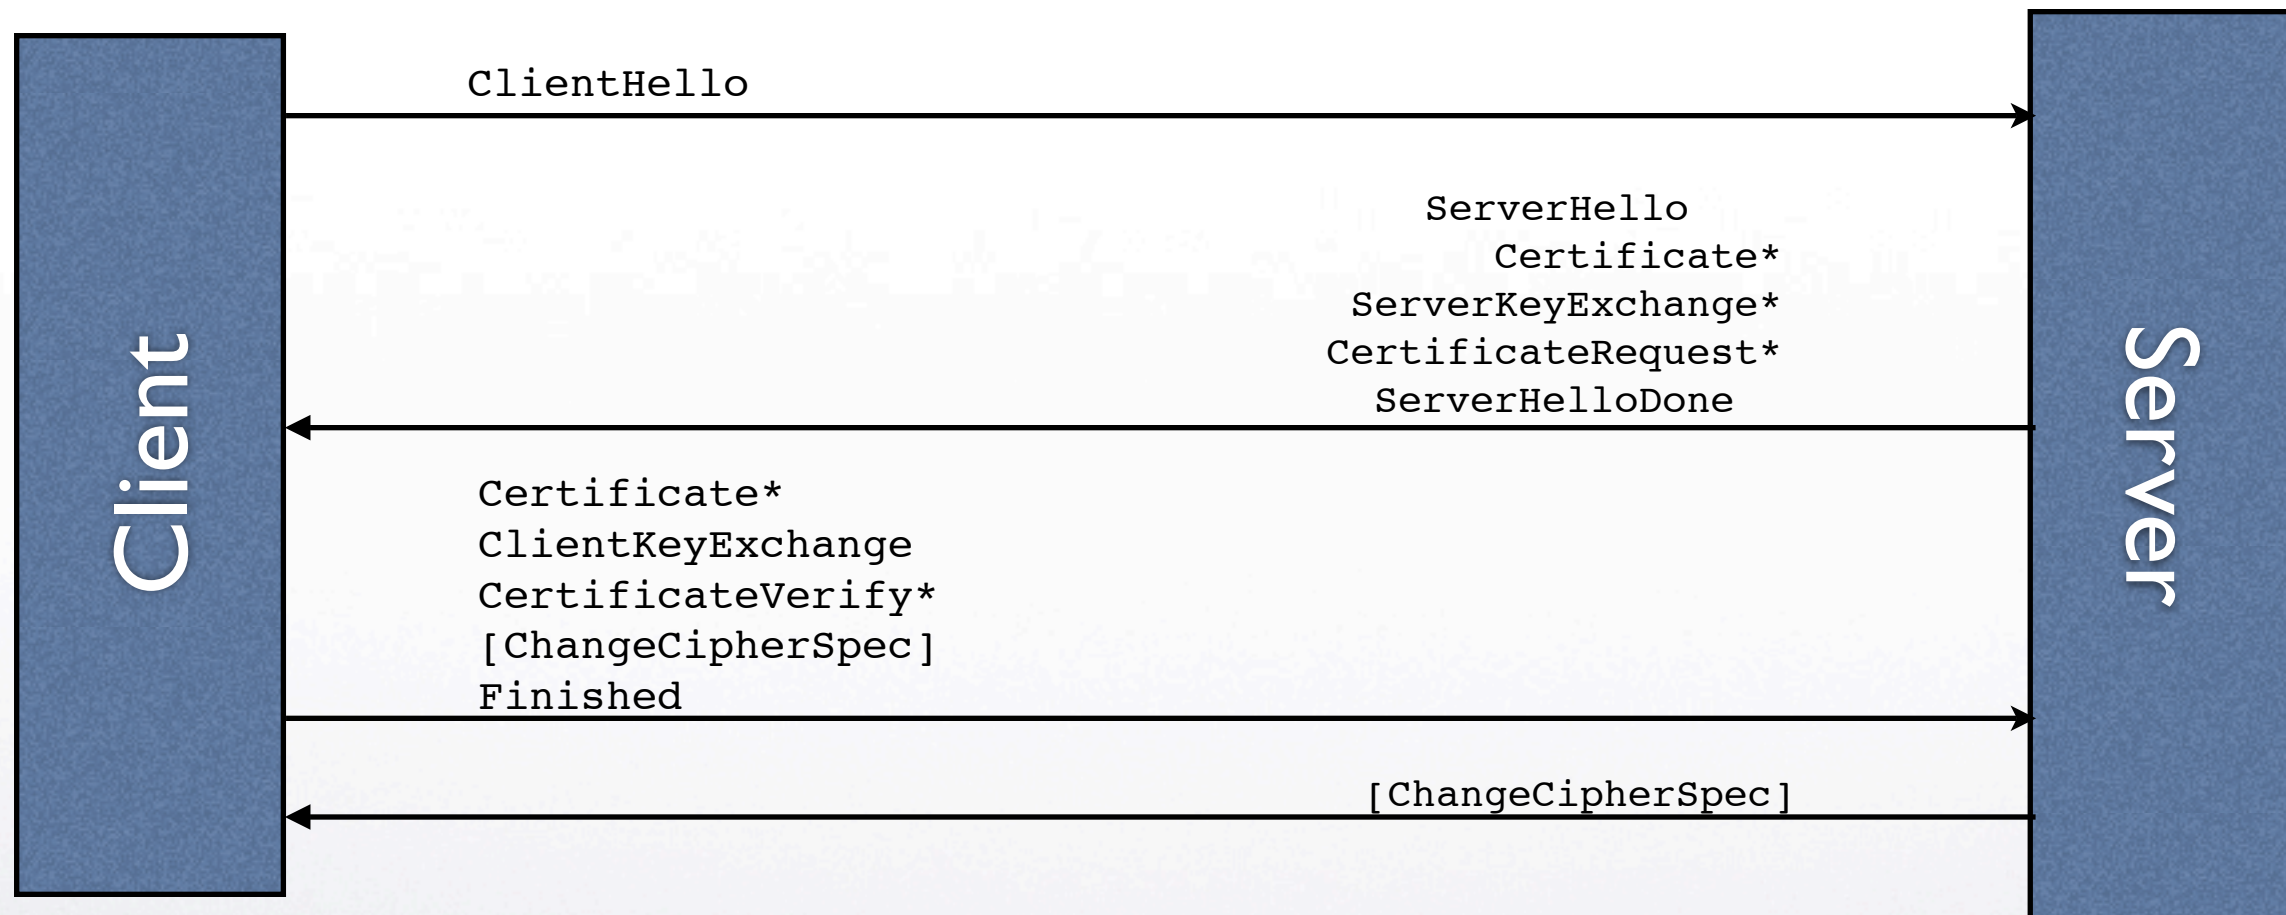 ClientHello
ServerHello
Certificate*
ServerKeyExchange*
CertificateRequest*
ServerHelloDone
Client
Server
Certificate*
ClientKeyExchange
CertificateVerify*
[ChangeCipherSpec]
Finished
[ChangeCipherSpec]